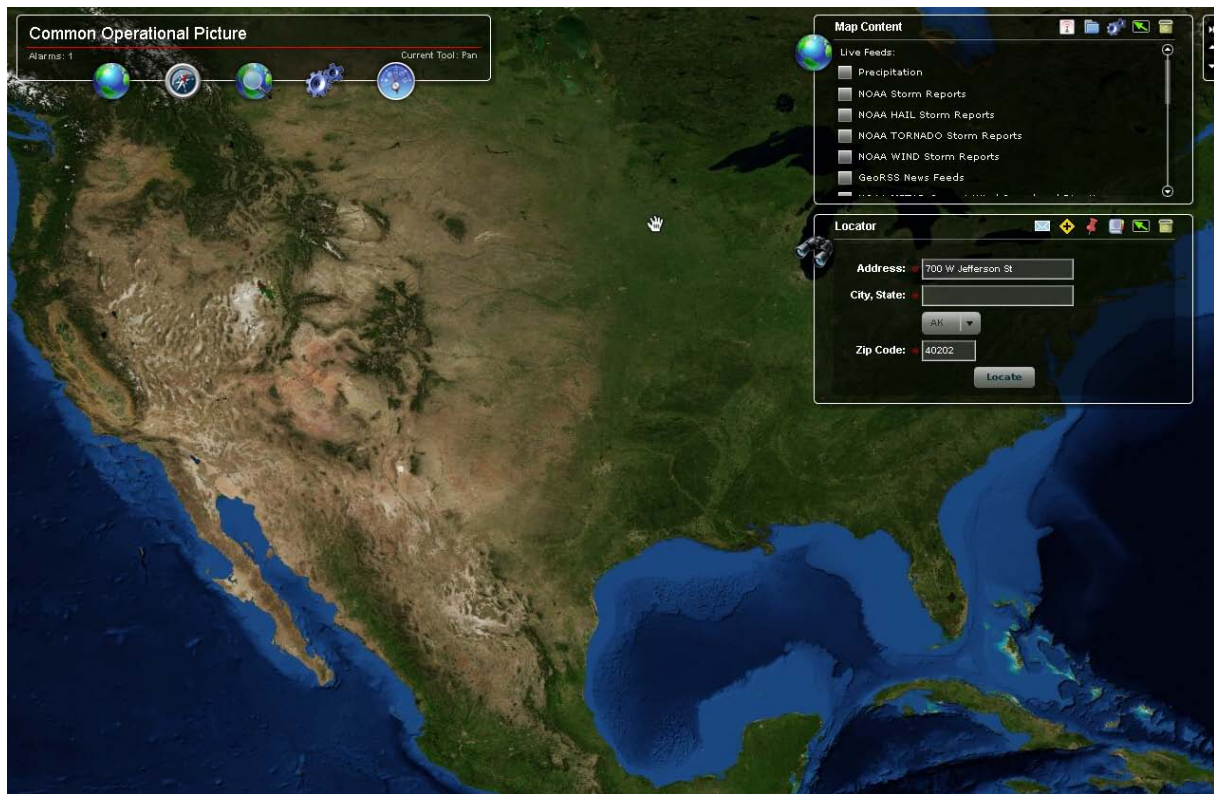 Common Operational Picture
Alarms: 1
Current Tool: Pan
Map Content
Live Feeds:
Precipitation
NOAA Storm Reports
NOAA HAIL Storm Reports
NOAA TORNADO Storm Reports
NOAA WIND Storm Reports
GeoRSS News Feeds
Locator
Address: * 700 W Jefferson St
City, State: *
AK
Zip Code: * 40202
Locate